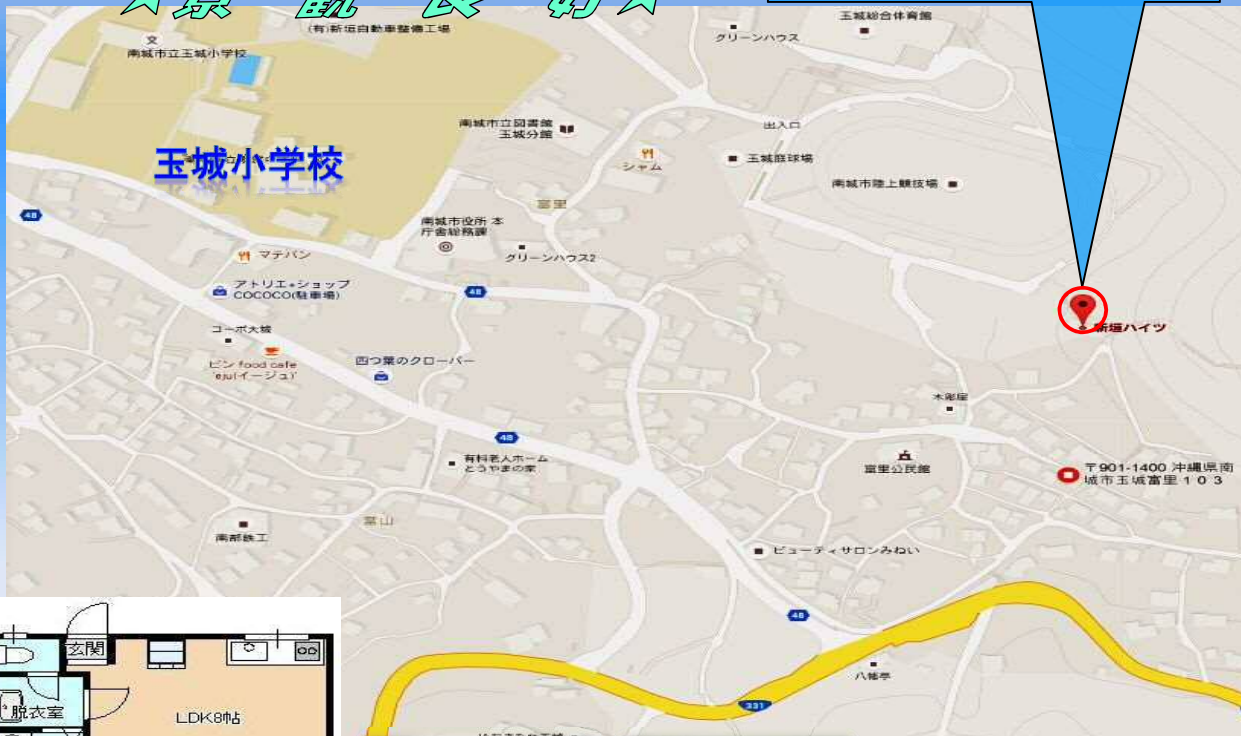 ★景 観 良 好★
玉城総合体育館
(有)新垣自動車整備工場
グリーンハウス
文
南城市立玉城小学校
南城市立図書館
玉城分館
出入口
シャム
玉城庭球場
玉城小学校
南城市陸上競技場
富里
48
南城市役所 本
庁舎総務課
マテパン
グリーンハウス2
アトリエ+ショップ
COCOCO(駐車場)
48
コーポ大城
新垣ハイツ
ビン food cafe
'eju(イージュ)'
四つ葉のクローバー
木彫屋
48
有料老人ホーム
とうやまの家
富里公民館
〒901-1400 沖縄県南
城市玉城富里103
富山
南部鉄工
ビューティサロンみねい
48
八幡亭
331
玄関
脱衣室
LDK8帖